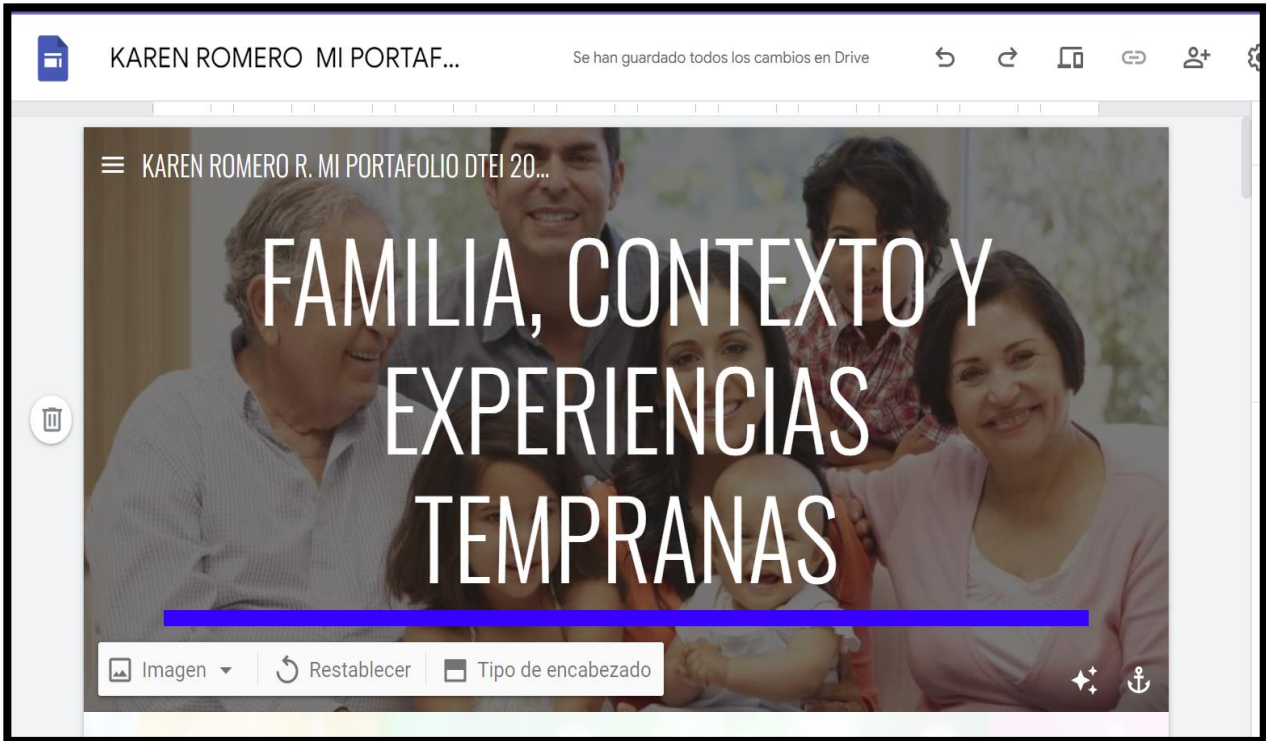 KAREN ROMERO  MI PORTAF...
Se han guardado todos los cambios en Drive
KAREN ROMERO R. MI PORTAFOLIO DTEI 20...
FAMILIA, CONTEXTO Y
EXPERIENCIAS
TEMPRANAS
Imagen
Restablecer
Tipo de encabezado